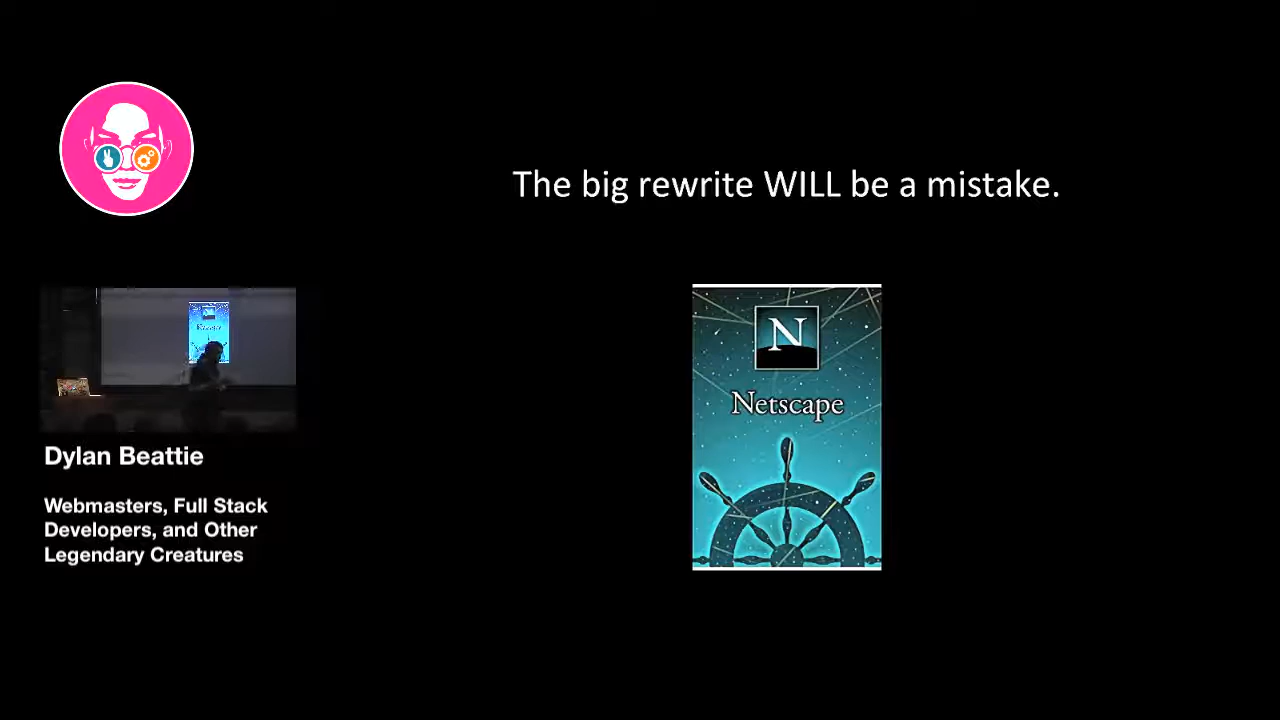 The big rewrite WILL be a mistake.
N
Netscape
Dylan Beattie
Webmasters, Full Stack
Developers, and Other
Legendary Creatures